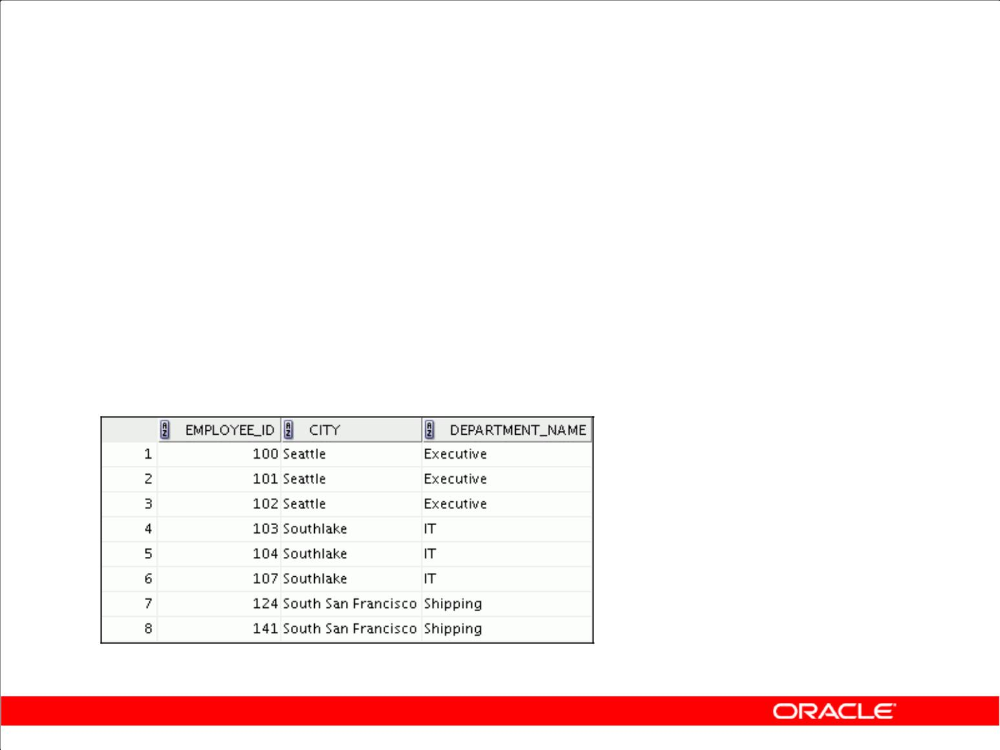 EMPLOYEE_ID CITY DEPARTMENT_NAME
1 100 Seattle Executive
2 101 Seattle Executive
3 102 Seattle Executive
4 103 Southlake IT
5 104 Southlake IT
6 107 Southlake IT
7 124 South San Francisco Shipping
8 141 South San Francisco Shipping
ORACLE